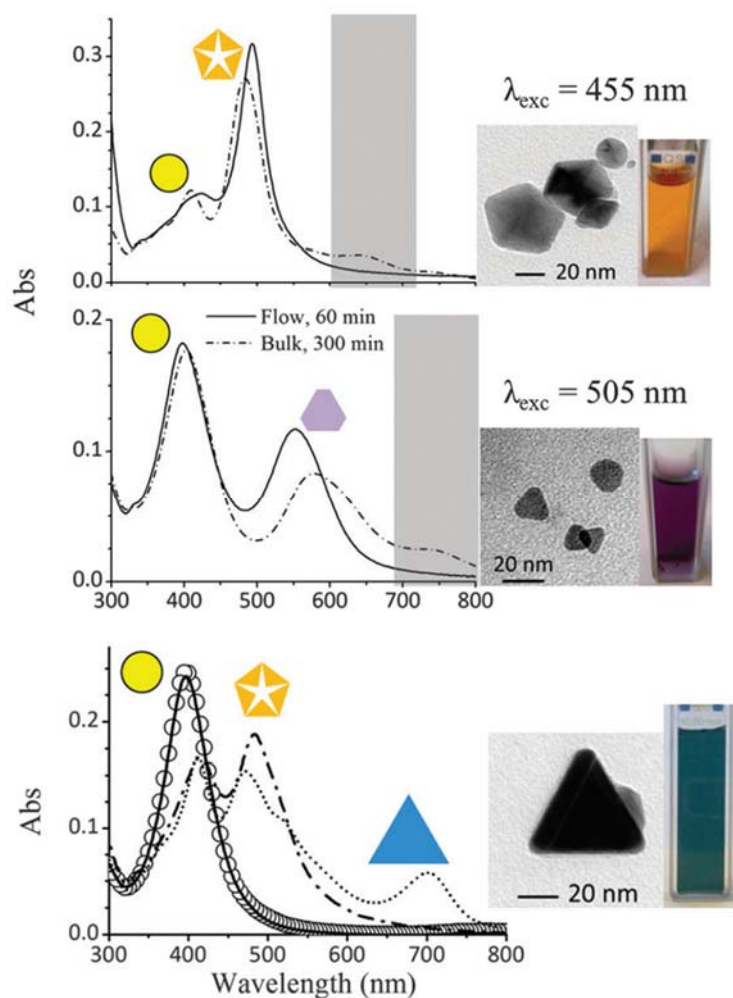 λexc = 455 nm
0.3
0.2
0.1
0.0
Abs
20 nm
Flow, 60 min
Bulk, 300 min
λexc = 505 nm
0.2
0.1
0.0
20 nm
300 400 500 600 700 800
0.2
0.1
0.0
Abs
20 nm
300 400 500 600 700 800
Wavelength (nm)